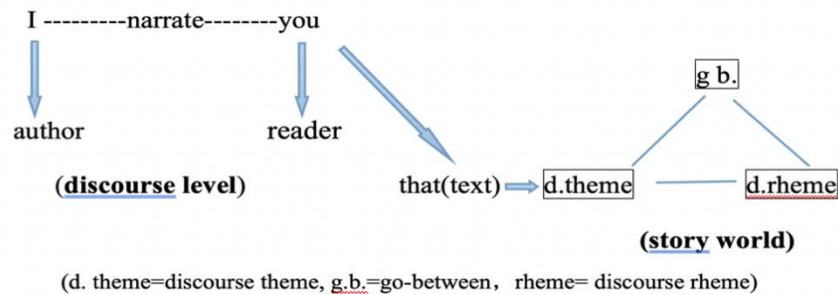 I ---------narrate--------you
g b.
author reader
(discourse level) that(text) d.theme d.rheme
(story world)
(d. theme=discourse theme, g.b.=go-between，rheme= discourse rheme)